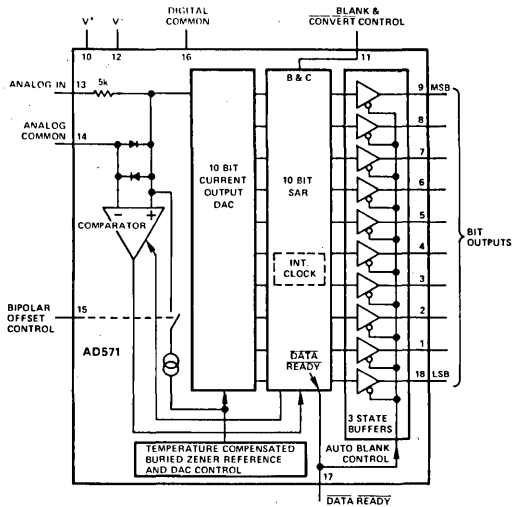 V+
V-
DIGITAL
COMMON
BLANK &
CONVERT CONTROL
10
12
16
11
ANALOG IN
13
5k
ANALOG
COMMON
14
10 BIT
CURRENT
OUTPUT
DAC
B & C
10 BIT
SAR
INT.
CLOCK
DATA
READY
9
MSB
8
7
6
5
4
3
2
1
18
LSB
BIT
OUTPUTS
-
+
COMPARATOR
BIPOLAR
OFFSET
CONTROL
15
AD571
3 STATE
BUFFERS
TEMPERATURE COMPENSATED
BURIED ZENER REFERENCE
AND DAC CONTROL
AUTO BLANK
CONTROL
17
DATA READY